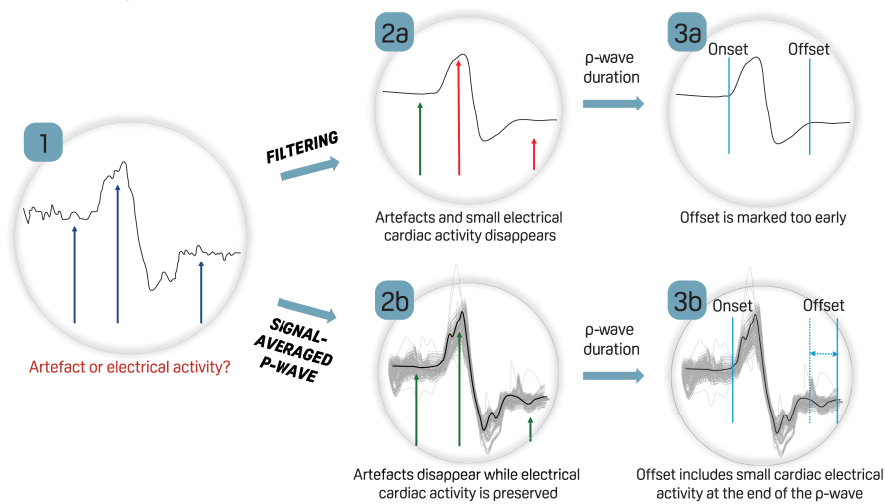 1
Artefact or electrical activity?
FILTERING
2a
Artefacts and small electrical
cardiac activity disappears
ρ-wave
duration
3a
Onset
Offset
Offset is marked too early
SiGNAL-
AVERAGED
P-WAVE
2b
Artefacts disappear while electrical
cardiac activity is preserved
ρ-wave
duration
3b
Onset
Offset
Offset includes small cardiac electrical
activity at the end of the ρ-wave